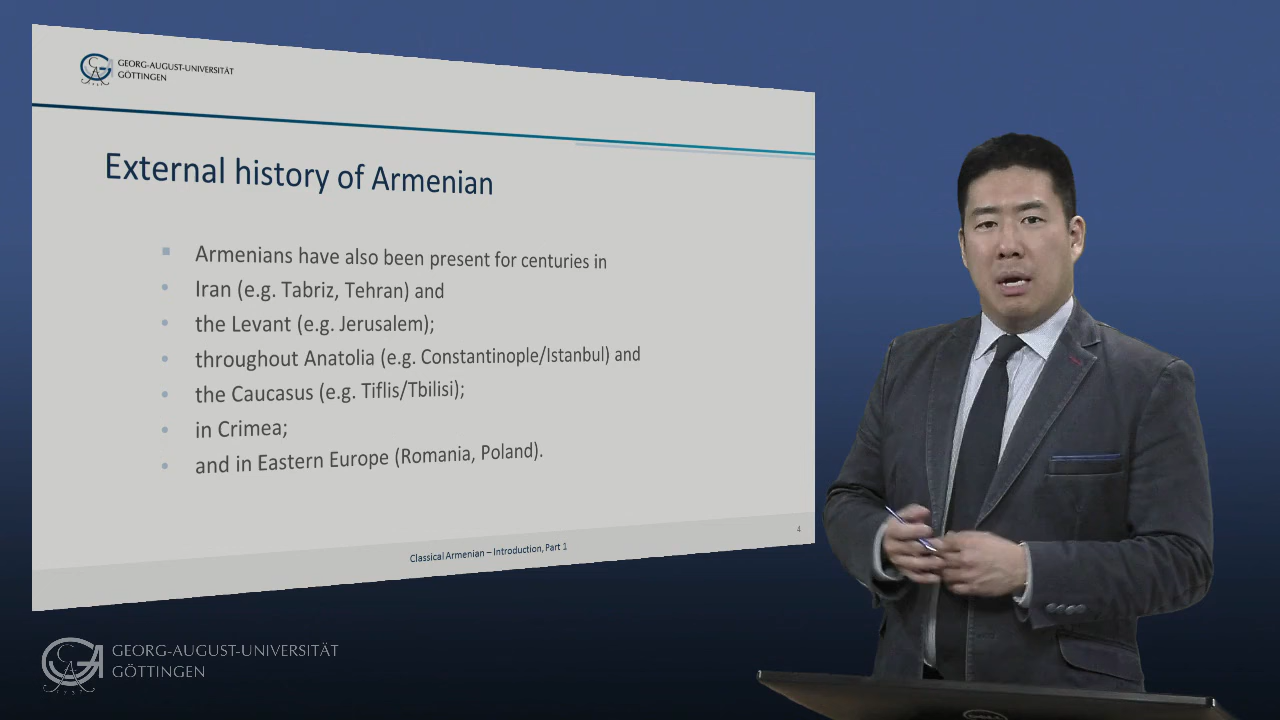 GEORG-AUGUST-UNIVERSITÄT
GÖTTINGEN
External history of Armenian
Armenians have also been present for centuries in
Iran (e.g. Tabriz, Tehran) and
the Levant (e.g. Jerusalem);
throughout Anatolia (e.g. Constantinople/Istanbul) and
the Caucasus (e.g. Tiflis/Tbilisi);
in Crimea;
and in Eastern Europe (Romania, Poland).
4
Classical Armenian – Introduction, Part 1
GEORG-AUGUST-UNIVERSITÄT
GÖTTINGEN